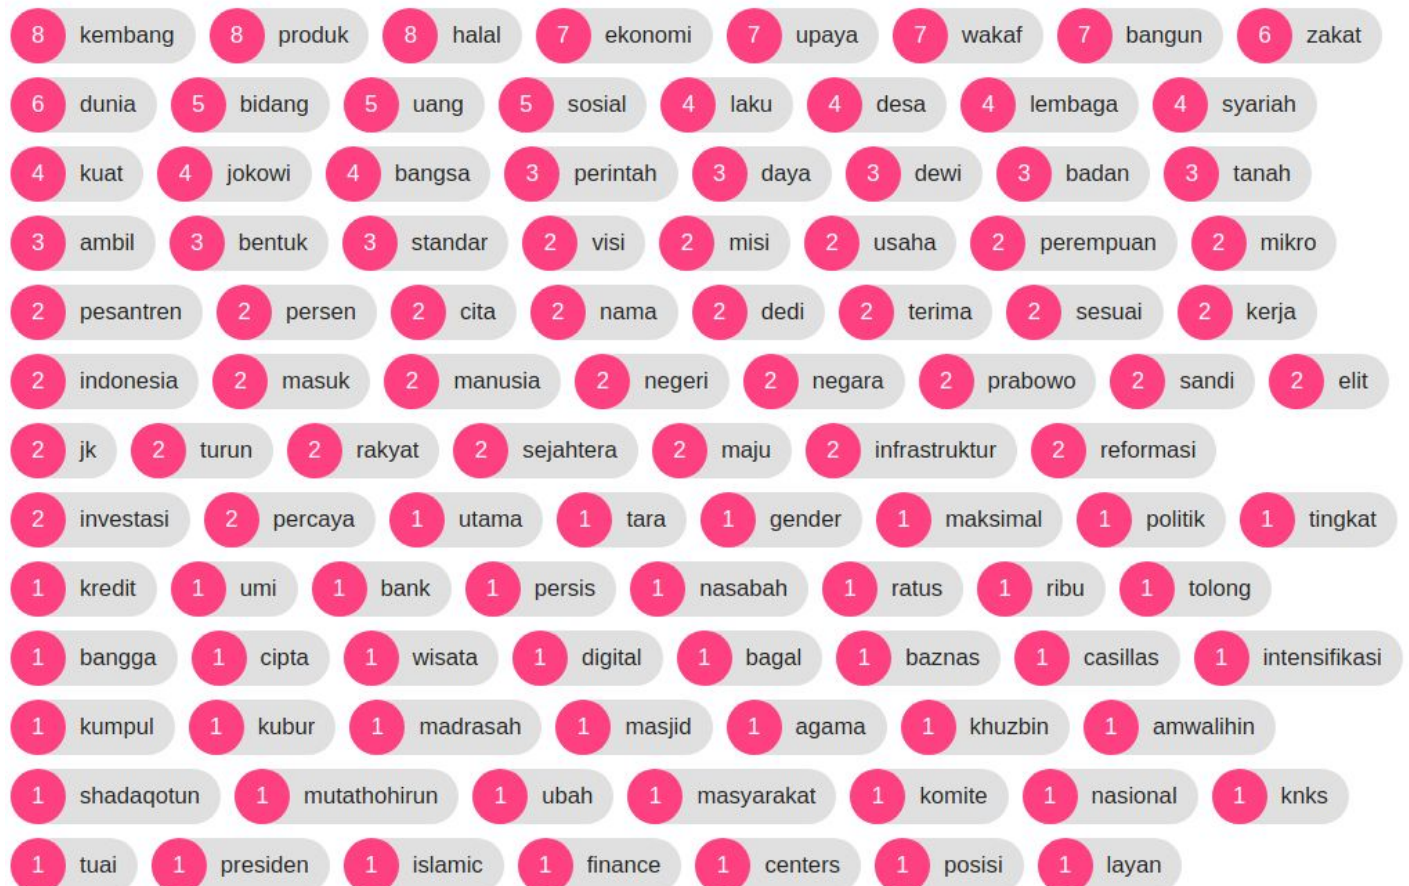 8 kembang 8 produk 8 halal 7 ekonomi 7 upaya 7 wakaf 7 bangun 6 zakat
6 dunia 5 bidang 5 uang 5 sosial 4 laku 4 desa 4 lembaga 4 syariah
4 kuat 4 jokowi 4 bangsa 3 perintah 3 daya 3 dewi 3 badan 3 tanah
3 ambil 3 bentuk 3 standar 2 visi 2 misi 2 usaha 2 perempuan 2 mikro
2 pesantren 2 persen 2 cita 2 nama 2 dedi 2 terima 2 sesuai 2 kerja
2 indonesia 2 masuk 2 manusia 2 negeri 2 negara 2 prabowo 2 sandi 2 elit
2 jk 2 turun 2 rakyat 2 sejahtera 2 maju 2 infrastruktur 2 reformasi
2 investasi 2 percaya 1 utama 1 tara 1 gender 1 maksimal 1 politik 1 tingkat
1 kredit 1 umi 1 bank 1 persis 1 nasabah 1 ratus 1 ribu 1 tolong
1 bangga 1 cipta 1 wisata 1 digital 1 bagal 1 baznas 1 casillas 1 intensifikasi
1 kumpul 1 kubur 1 madrasah 1 masjid 1 agama 1 khuzbin 1 amwalihin
1 shadaqotun 1 mutathohirun 1 ubah 1 masyarakat 1 komite 1 nasional 1 knks
1 tuai 1 presiden 1 islamic 1 finance 1 centers 1 posisi 1 layan